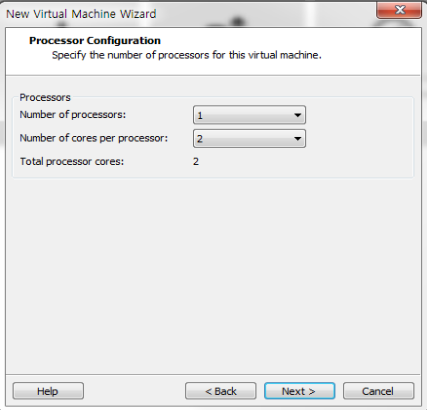 New Virtual Machine Wizard
Processor Configuration
Specify the number of processors for this virtual machine.
Processors
Number of processors: 1
Number of cores per processor: 2
Total processor cores: 2
Help < Back Next > Cancel